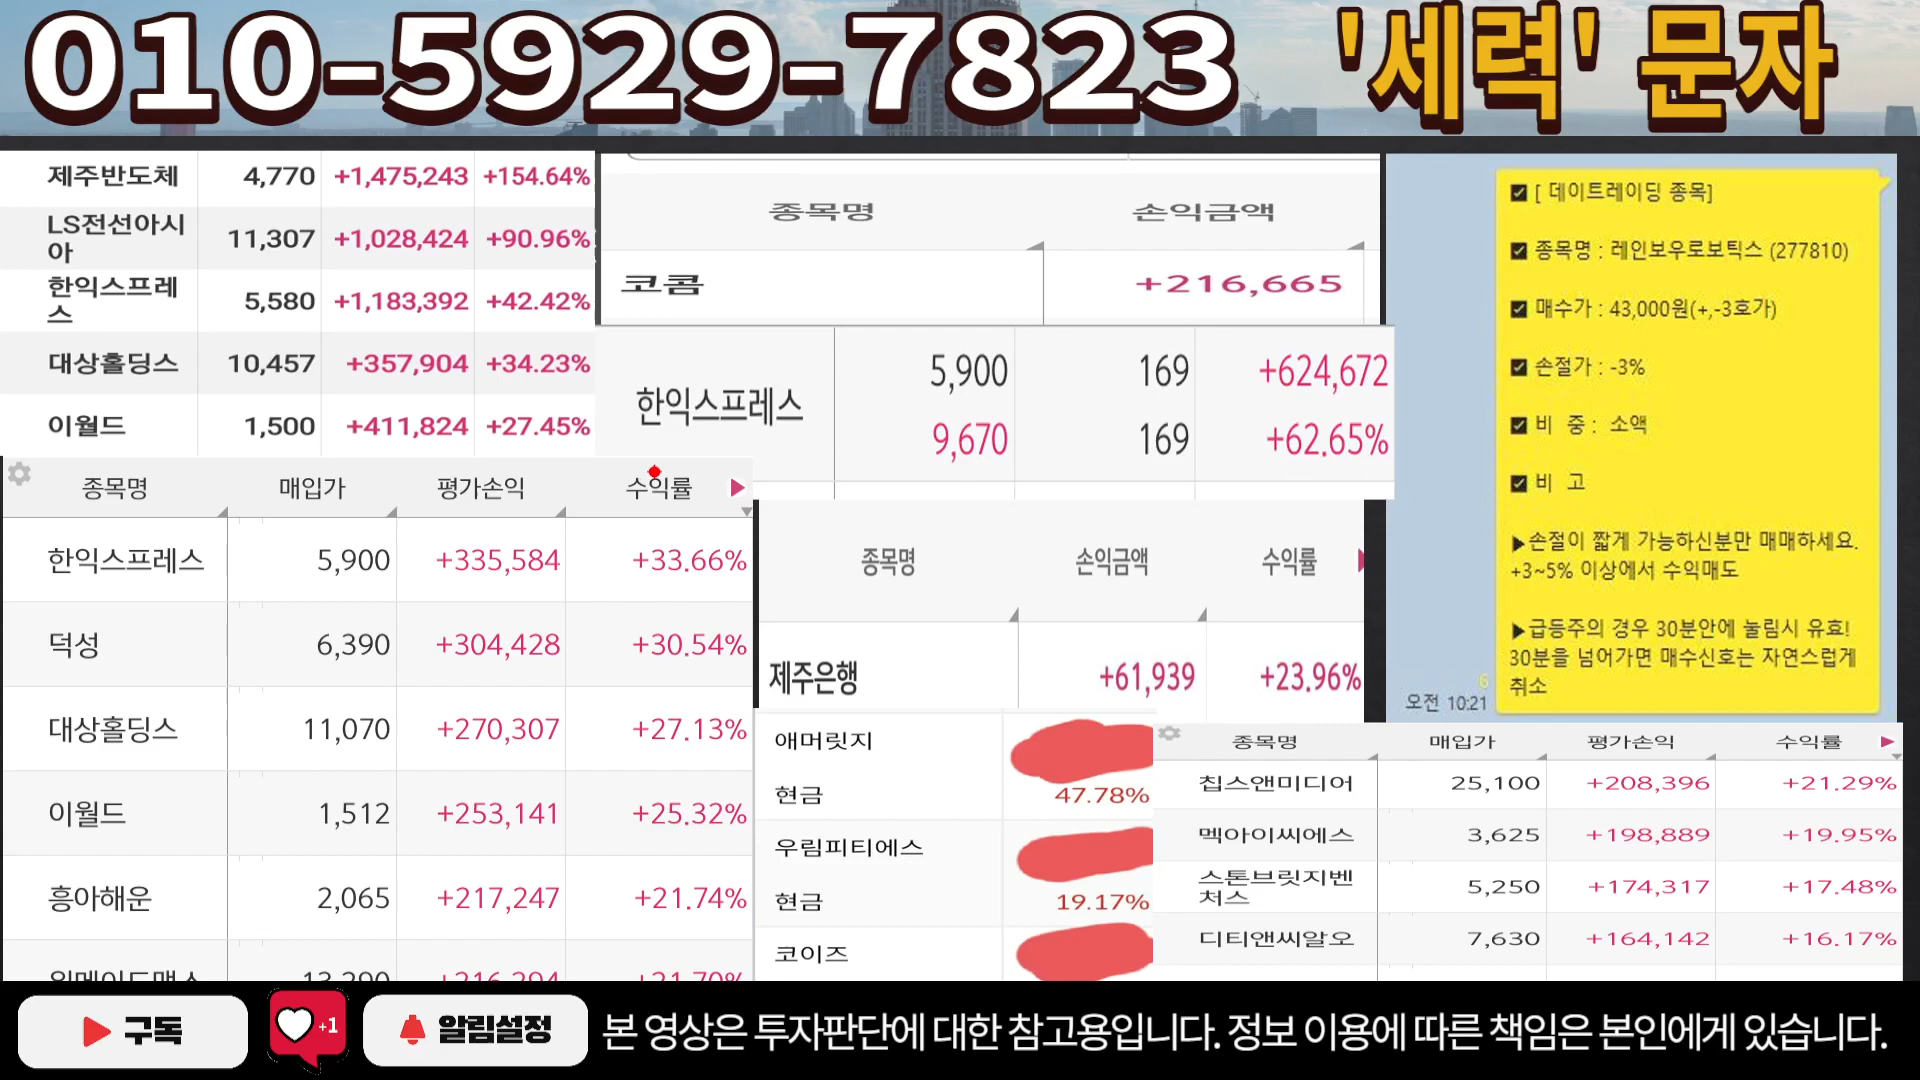 010-5929-7823 '세력' 문자
제주반도체 4,770 +1,475,243 +154.64%
LS전선아시아 11,307 +1,028,424 +90.96%
한익스프레스 5,580 +1,183,392 +42.42%
대상홀딩스 10,457 +357,904 +34.23%
이월드 1,500 +411,824 +27.45%
종목명 손익금액
코콤 +216,665
한익스프레스
5,900 169 +624,672
9,670 169 +62.65%
[ 데이트레이딩 종목]
종목명 : 레인보우로보틱스 (277810)
매수가 : 43,000원(+,-3호가)
손절가 : -3%
비 중 : 소액
비 고
▶손절이 짧게 가능하신분만 매매하세요.
+3~5% 이상에서 수익매도
▶급등주의 경우 30분안에 눌림시 유효!
30분을 넘어가면 매수신호는 자연스럽게
취소
6
오전 10:21
종목명 매입가 평가손익 수익률
한익스프레스 5,900 +335,584 +33.66%
덕성 6,390 +304,428 +30.54%
대상홀딩스 11,070 +270,307 +27.13%
이월드 1,512 +253,141 +25.32%
흥아해운 2,065 +217,247 +21.74%
종목명 손익금액 수익률
제주은행 +61,939 +23.96%
애머릿지
현금 47.78%
우림피티에스
현금 19.17%
코이즈
종목명 매입가 평가손익 수익률
칩스앤미디어 25,100 +208,396 +21.29%
멕아이씨에스 3,625 +198,889 +19.95%
스톤브릿지벤처스 5,250 +174,317 +17.48%
디티앤씨알오 7,630 +164,142 +16.17%
구독 +1 알림설정 본 영상은 투자판단에 대한 참고용입니다. 정보 이용에 따른 책임은 본인에게 있습니다.